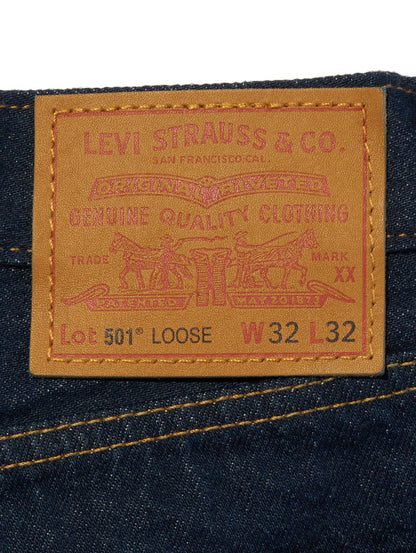 LEVI STRAUSS & CO.
SAN FRANCISCO, CAL.
ORIGINAL RIVETED
GENUINE QUALITY CLOTHING
TRADE MARK
XX
PATENTED MAY 20 1873
Lot 501® LOOSE W32 L32